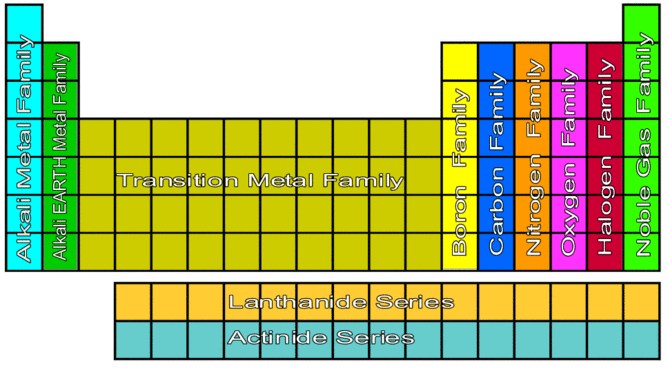 Alkali Metal Family
Alkali EARTH Metal Family
Transition Metal Family
Boron Family
Carbon Family
Nitrogen Family
Oxygen Family
Halogen Family
Noble Gas Family
Lanthanide Series
Actinide Series